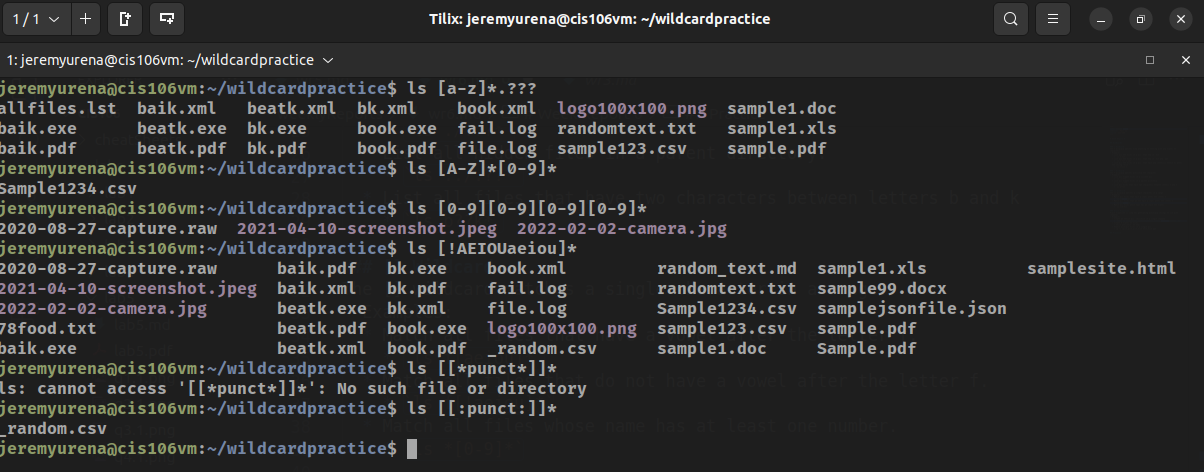 1 / 1
Tilix: jeremyurena@cis106vm: ~/wildcardpractice
1: jeremyurena@cis106vm: ~/wildcardpractice
jeremyurena@cis106vm:~/wildcardpractice$ ls [a-z]*.???
allfiles.lst baik.xml beatk.xml bk.xml book.xml logo100x100.png sample1.doc
baik.exe beatk.exe bk.exe book.exe fail.log randomtext.txt sample1.xls
baik.pdf beatk.pdf bk.pdf book.pdf file.log sample123.csv sample.pdf
jeremyurena@cis106vm:~/wildcardpractice$ ls [A-Z]*[0-9]*
Sample1234.csv
jeremyurena@cis106vm:~/wildcardpractice$ ls [0-9][0-9][0-9][0-9]*
2020-08-27-capture.raw 2021-04-10-screenshot.jpeg 2022-02-02-camera.jpg
jeremyurena@cis106vm:~/wildcardpractice$ ls [!AEIOUaeiou]*
2020-08-27-capture.raw baik.pdf bk.exe book.xml random_text.md sample1.xls samplesite.html
2021-04-10-screenshot.jpeg baik.xml bk.pdf fail.log randomtext.txt sample99.docx
2022-02-02-camera.jpg beatk.exe bk.xml file.log Sample1234.csv samplejsonfile.json
78food.txt beatk.pdf book.exe logo100x100.png sample123.csv sample.pdf
baik.exe beatk.xml book.pdf _random.csv sample1.doc Sample.pdf
jeremyurena@cis106vm:~/wildcardpractice$ ls [[*punct*]]*
ls: cannot access '[[*punct*]]*': No such file or directory
jeremyurena@cis106vm:~/wildcardpractice$ ls [[:punct:]]*
_random.csv
jeremyurena@cis106vm:~/wildcardpractice$